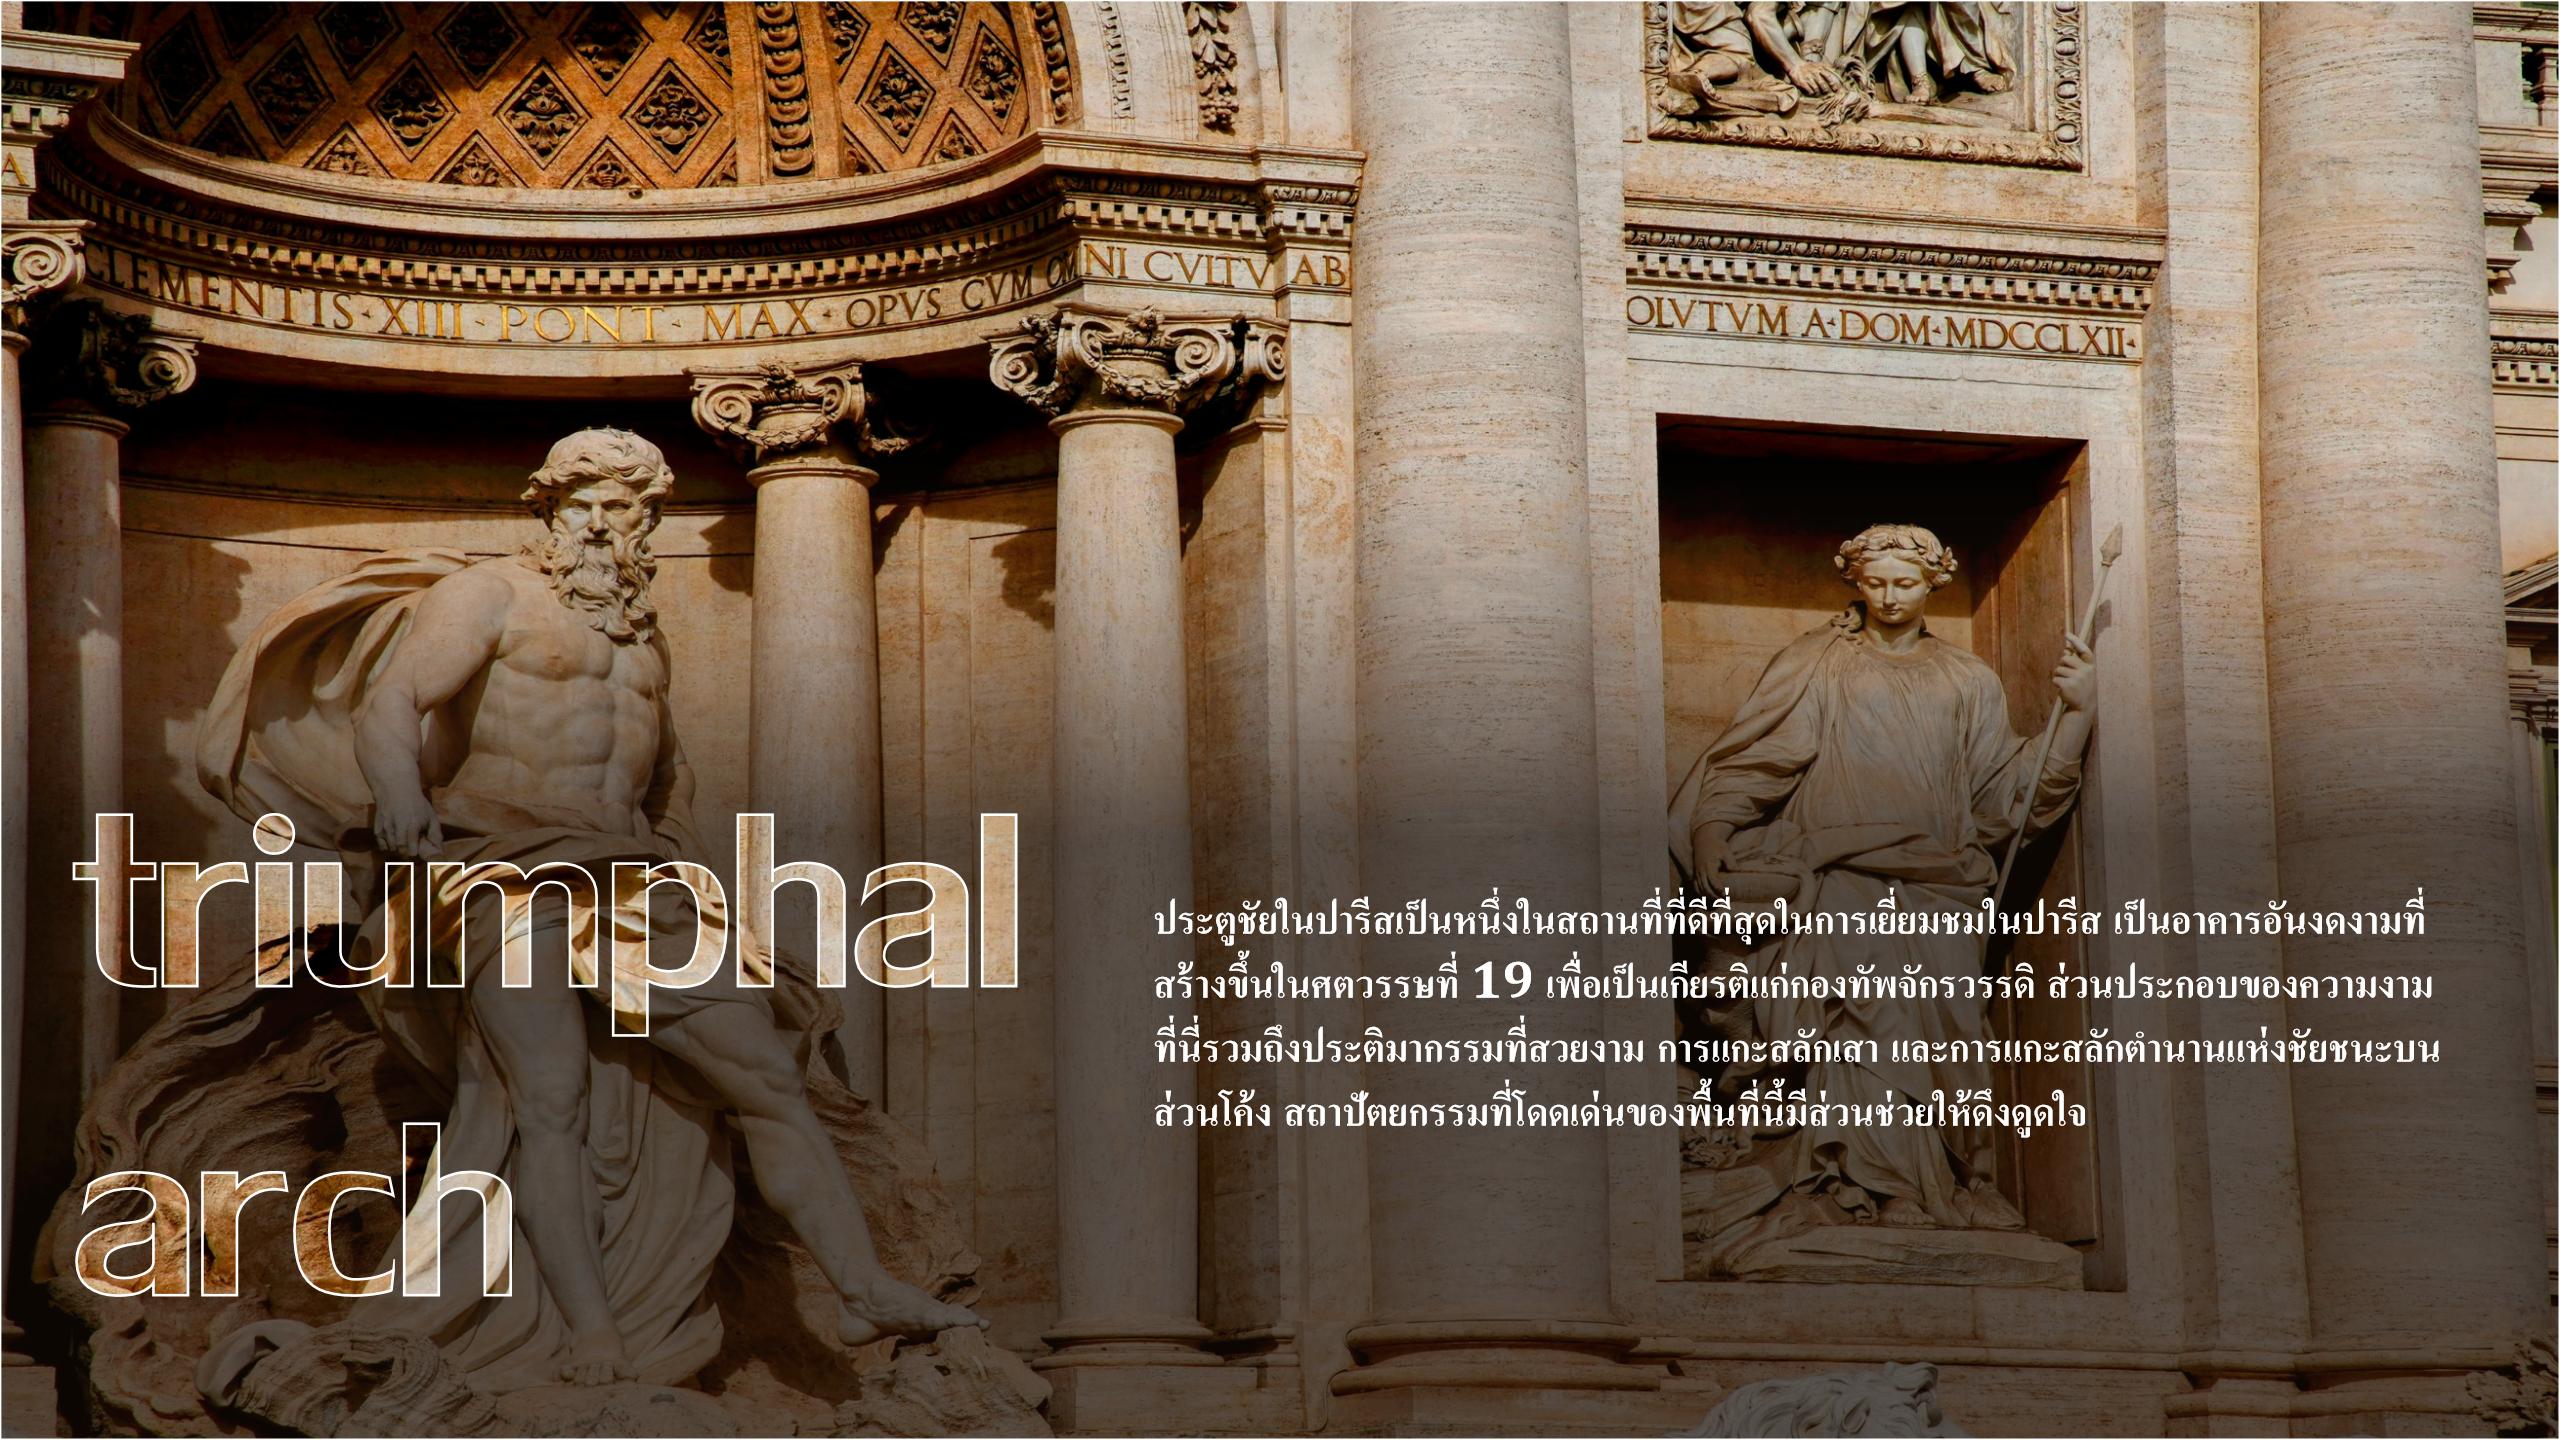 A
CLEMENTIS·XIII·PONT·MAX·OPVS CVM OMNI CVLTV AB
OLVTVM A·DOM·MDCCLXII·
triumphal
arch
ประตูชัยในปารีสเป็นหนึ่งในสถานที่ที่ดีที่สุดในการเยี่ยมชมในปารีส เป็นอาคารอันงดงามที่
สร้างขึ้นในศตวรรษที่ 19 เพื่อเป็นเกียรติแก่กองทัพจักรวรรดิ ส่วนประกอบของความงาม
ที่นี่รวมถึงประติมากรรมที่สวยงาม การแกะสลักเสา และการแกะสลักตำนานแห่งชัยชนะบน
ส่วนโค้ง สถาปัตยกรรมที่โดดเด่นของพื้นที่นี้มีส่วนช่วยให้ดึงดูดใจ